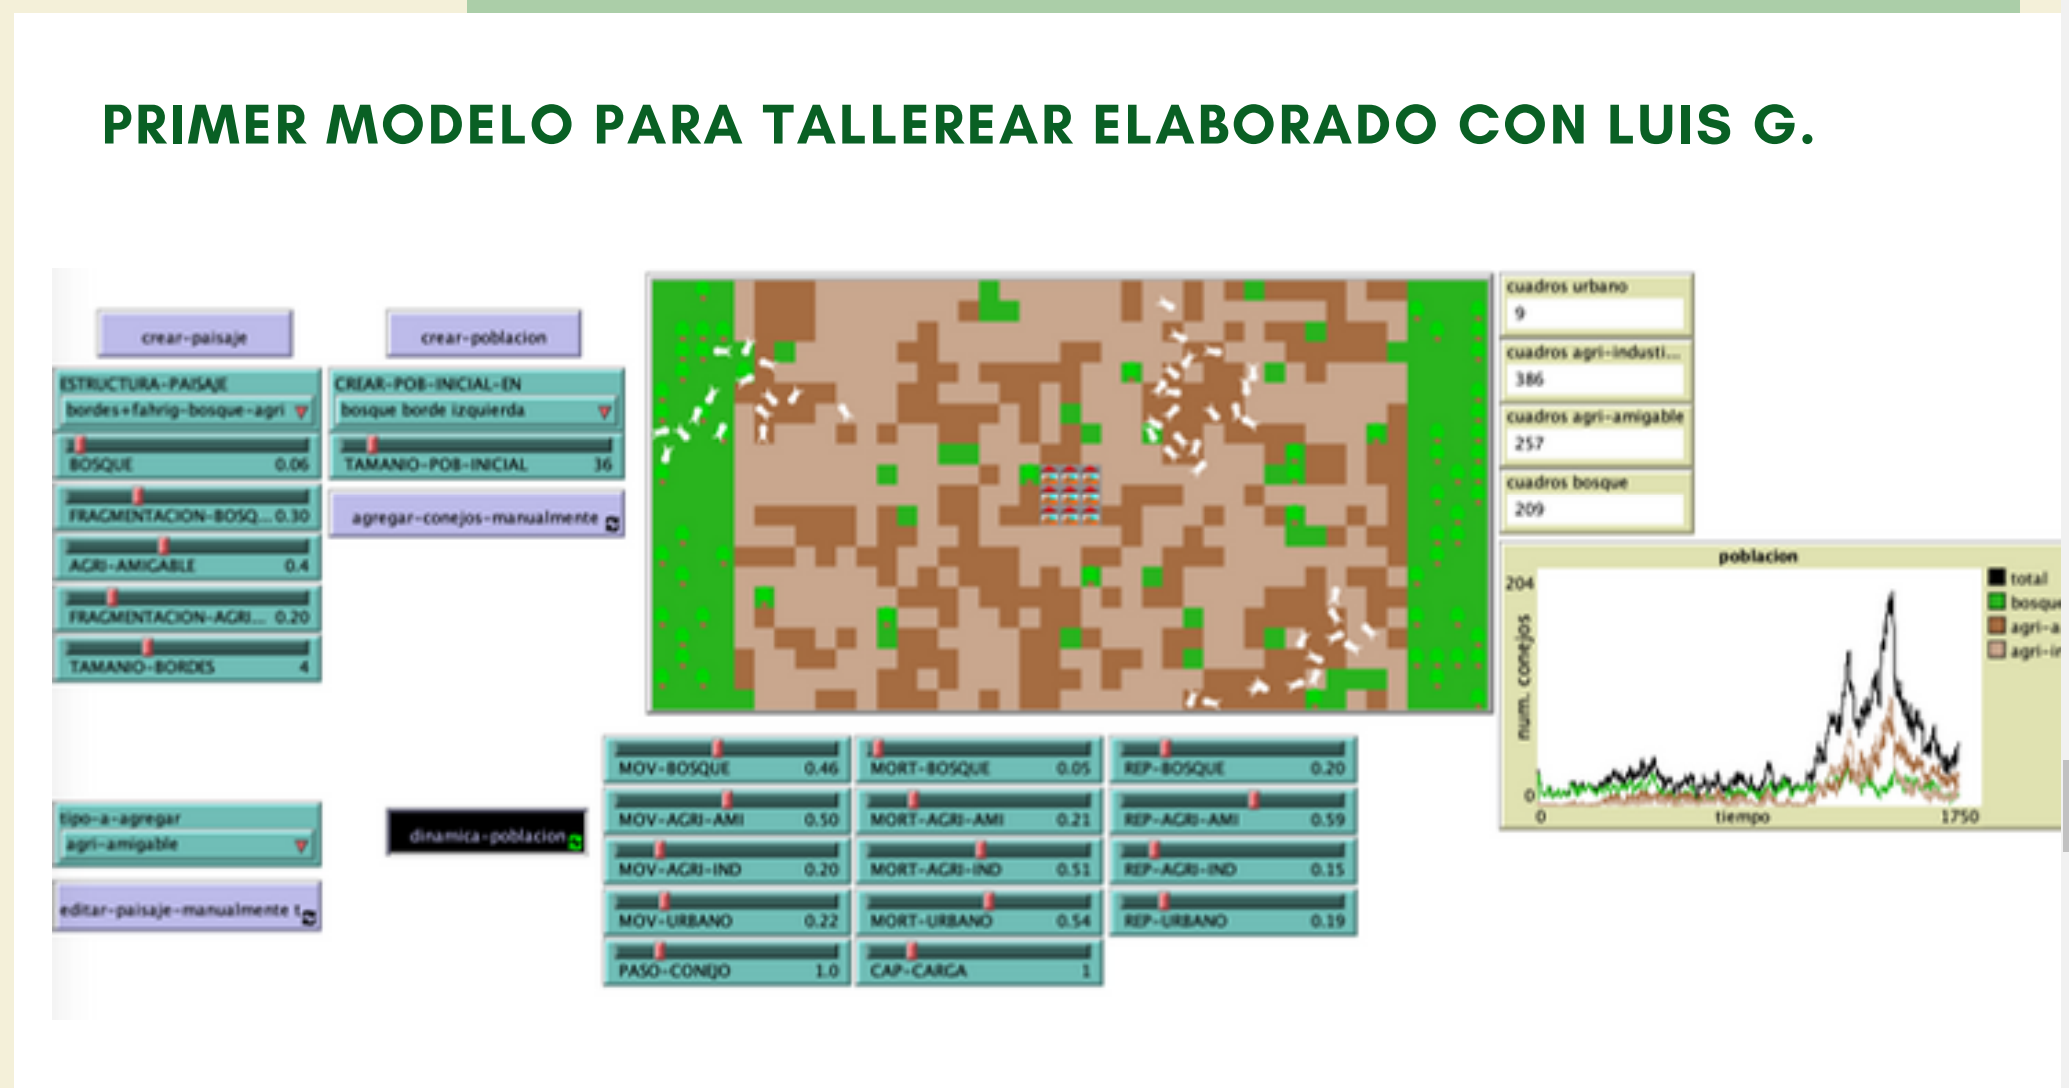 PRIMER MODELO PARA TALLEREAR ELABORADO CON LUIS G.
crear-paisaje
crear-poblacion
ESTRUCTURA-PAISAJE
bordes+fahrig-bosque-agri
CREAR-POB-INICIAL-EN
bosque borde izquierda
BOSQUE 0.06
TAMANIO-POB-INICIAL 36
FRAGMENTACION-BOSQ... 0.30
agregar-conejos-manualmente
AGRI-AMIGABLE 0.4
FRAGMENTACION-AGRI... 0.20
TAMANIO-BORDES 4
tipo-a-agregar
agri-amigable
editar-paisaje-manualmente t
dinamica-poblacion
MOV-BOSQUE 0.46
MORT-BOSQUE 0.05
REP-BOSQUE 0.20
MOV-AGRI-AMI 0.50
MORT-AGRI-AMI 0.21
REP-AGRI-AMI 0.59
MOV-AGRI-IND 0.20
MORT-AGRI-IND 0.51
REP-AGRI-IND 0.15
MOV-URBANO 0.22
MORT-URBANO 0.54
REP-URBANO 0.19
PASO-CONEJO 1.0
CAP-CARGA 1
cuadros urbano
9
cuadros agri-industi...
386
cuadros agri-amigable
257
cuadros bosque
209
poblacion
204
num. conejos
0
0
tiempo
1750
total
bosque
agri-a
agri-in